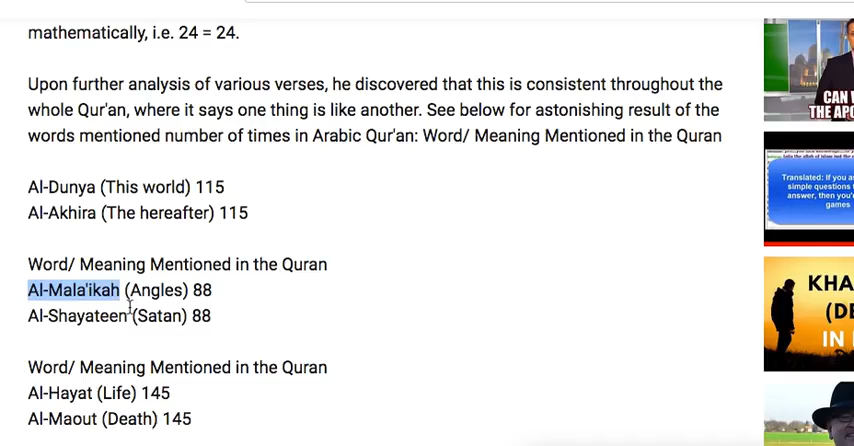 mathematically, i.e. 24 = 24.
Upon further analysis of various verses, he discovered that this is consistent throughout the
whole Qur'an, where it says one thing is like another. See below for astonishing result of the
words mentioned number of times in Arabic Qur'an: Word/ Meaning Mentioned in the Quran
Al-Dunya (This world) 115
Al-Akhira (The hereafter) 115
Word/ Meaning Mentioned in the Quran
Al-Mala'ikah (Angles) 88
Al-Shayateen (Satan) 88
Word/ Meaning Mentioned in the Quran
Al-Hayat (Life) 145
Al-Maout (Death) 145
CAN
THE APO
Translated: If you
simple questions
answer, then you'
games
KHA
(DE
IN